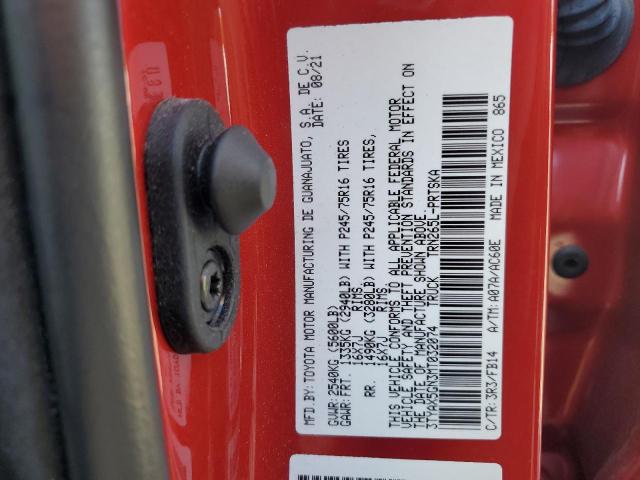 MFD.BY:TOYOTA MOTOR MANUFACTURING DE GUANAJUATO, S.A. DE C.V.
DATE: 08/21
GVWR:2540KG (5600LB)
GAWR:FRT. 1335KG (2940LB) WITH P245/75R16 TIRES
16X7J RIMS,
RR. 1490KG (3280LB) WITH P245/75R16 TIRES,
16X7J RIMS.
THIS VEHICLE CONFORMS TO ALL APPLICABLE FEDERAL MOTOR
VEHICLE SAFETY AND THEFT PREVENTION STANDARDS IN EFFECT ON
THE DATE OF MANUFACTURE SHOWN ABOVE.
3TYAX5GN3MT032074 TRUCK TRN265L-PRTSKA
C/TR:3R3/FB14 A/TM:A07A/AC60E MADE IN MEXICO 865